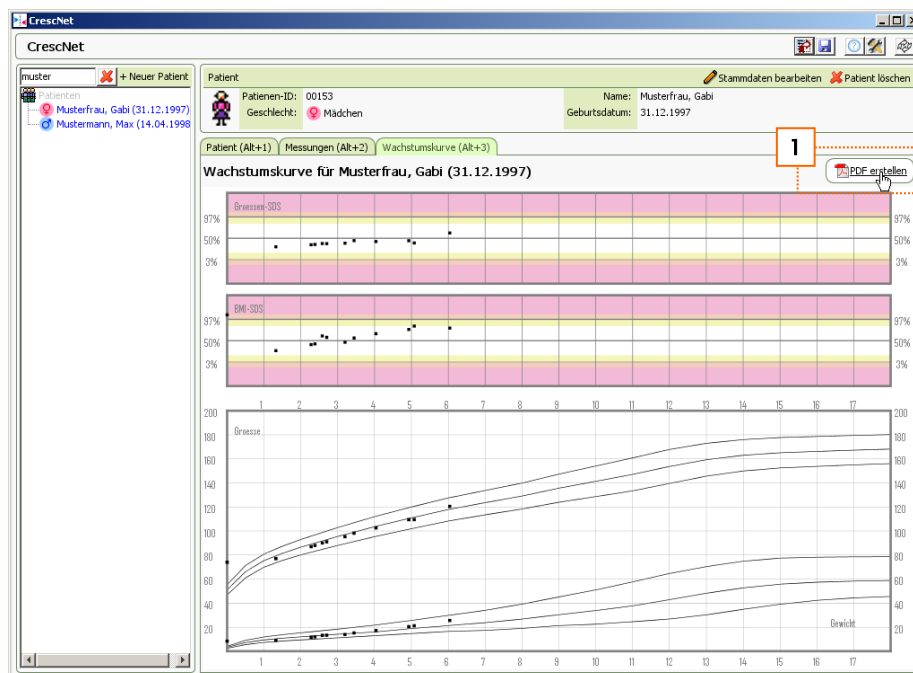 CrescNet
CrescNet
muster
+ Neuer Patient
Patienten
Musterfrau, Gabi (31.12.1997)
Mustermann, Max (14.04.1998
Patient
Stammdaten bearbeiten
Patient löschen
Patienen-ID: 00153
Name: Musterfrau, Gabi
Geschlecht: Mädchen
Geburtsdatum: 31.12.1997
Patient (Alt+1) Messungen (Alt+2) Wachstumskurve (Alt+3)
1
Wachstumskurve für Musterfrau, Gabi (31.12.1997)
PDF erstellen
Groessen-SDS
97% 97%
50% 50%
3% 3%
BMI-SDS
97% 97%
50% 50%
3% 3%
1 2 3 4 5 6 7 8 9 10 11 12 13 14 15 16 17
200 200
Groesse
180 180
160 160
140 140
120 120
100 100
80 80
60 60
40 40
20 20
Gewicht
1 2 3 4 5 6 7 8 9 10 11 12 13 14 15 16 17